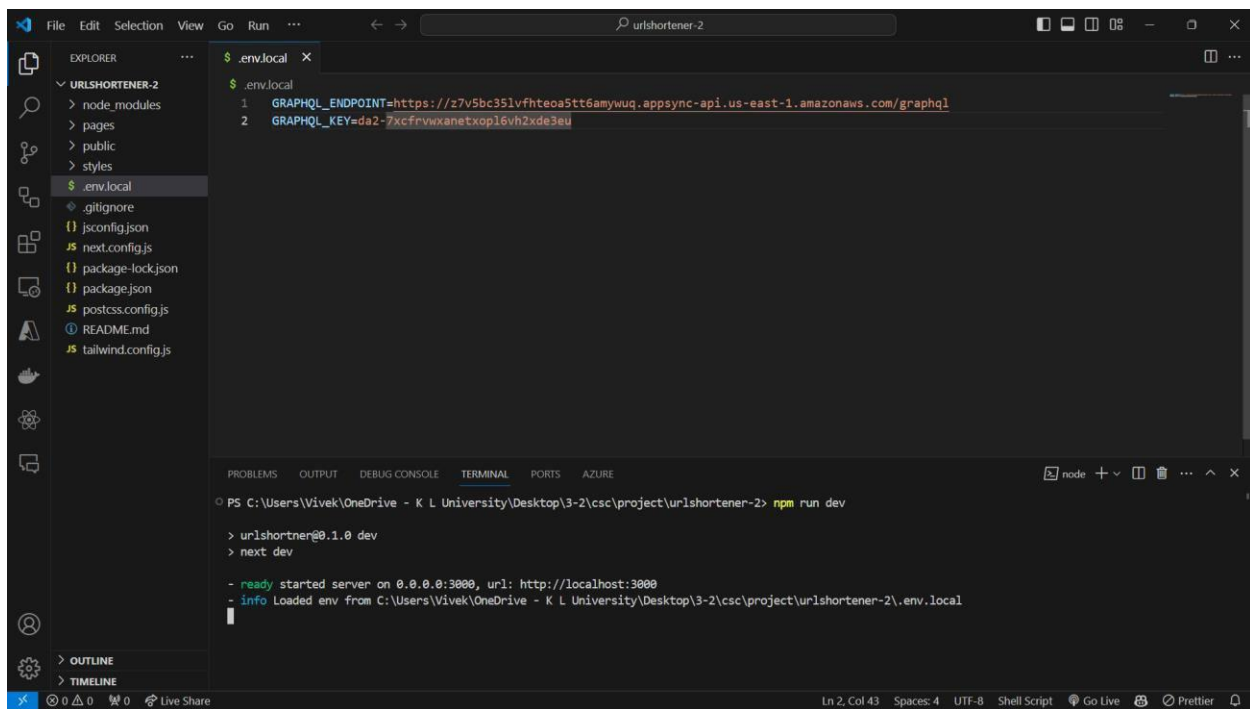 File Edit Selection View Go Run ··· urlshortener-2
EXPLORER ···
URLSHORTENER-2
node_modules
pages
public
styles
$ .env.local
.gitignore
{} jsconfig.json
JS next.config.js
{} package-lock.json
{} package.json
JS postcss.config.js
README.md
JS tailwind.config.js
OUTLINE
TIMELINE
$ .env.local
$ .env.local
1 GRAPHQL_ENDPOINT=https://z7v5bc35lvfhteoa5tt6amywuq.appsync-api.us-east-1.amazonaws.com/graphql
2 GRAPHQL_KEY=da2-7xcfrvwxanetxopl6vh2xde3eu
PROBLEMS OUTPUT DEBUG CONSOLE TERMINAL PORTS AZURE node
PS C:\Users\Vivek\OneDrive - K L University\Desktop\3-2\csc\project\urlshortener-2> npm run dev
> urlshortner@0.1.0 dev
> next dev
- ready started server on 0.0.0.0:3000, url: http://localhost:3000
- info Loaded env from C:\Users\Vivek\OneDrive - K L University\Desktop\3-2\csc\project\urlshortener-2\.env.local
0 0 0 Live Share Ln 2, Col 43 Spaces: 4 UTF-8 Shell Script Go Live Prettier